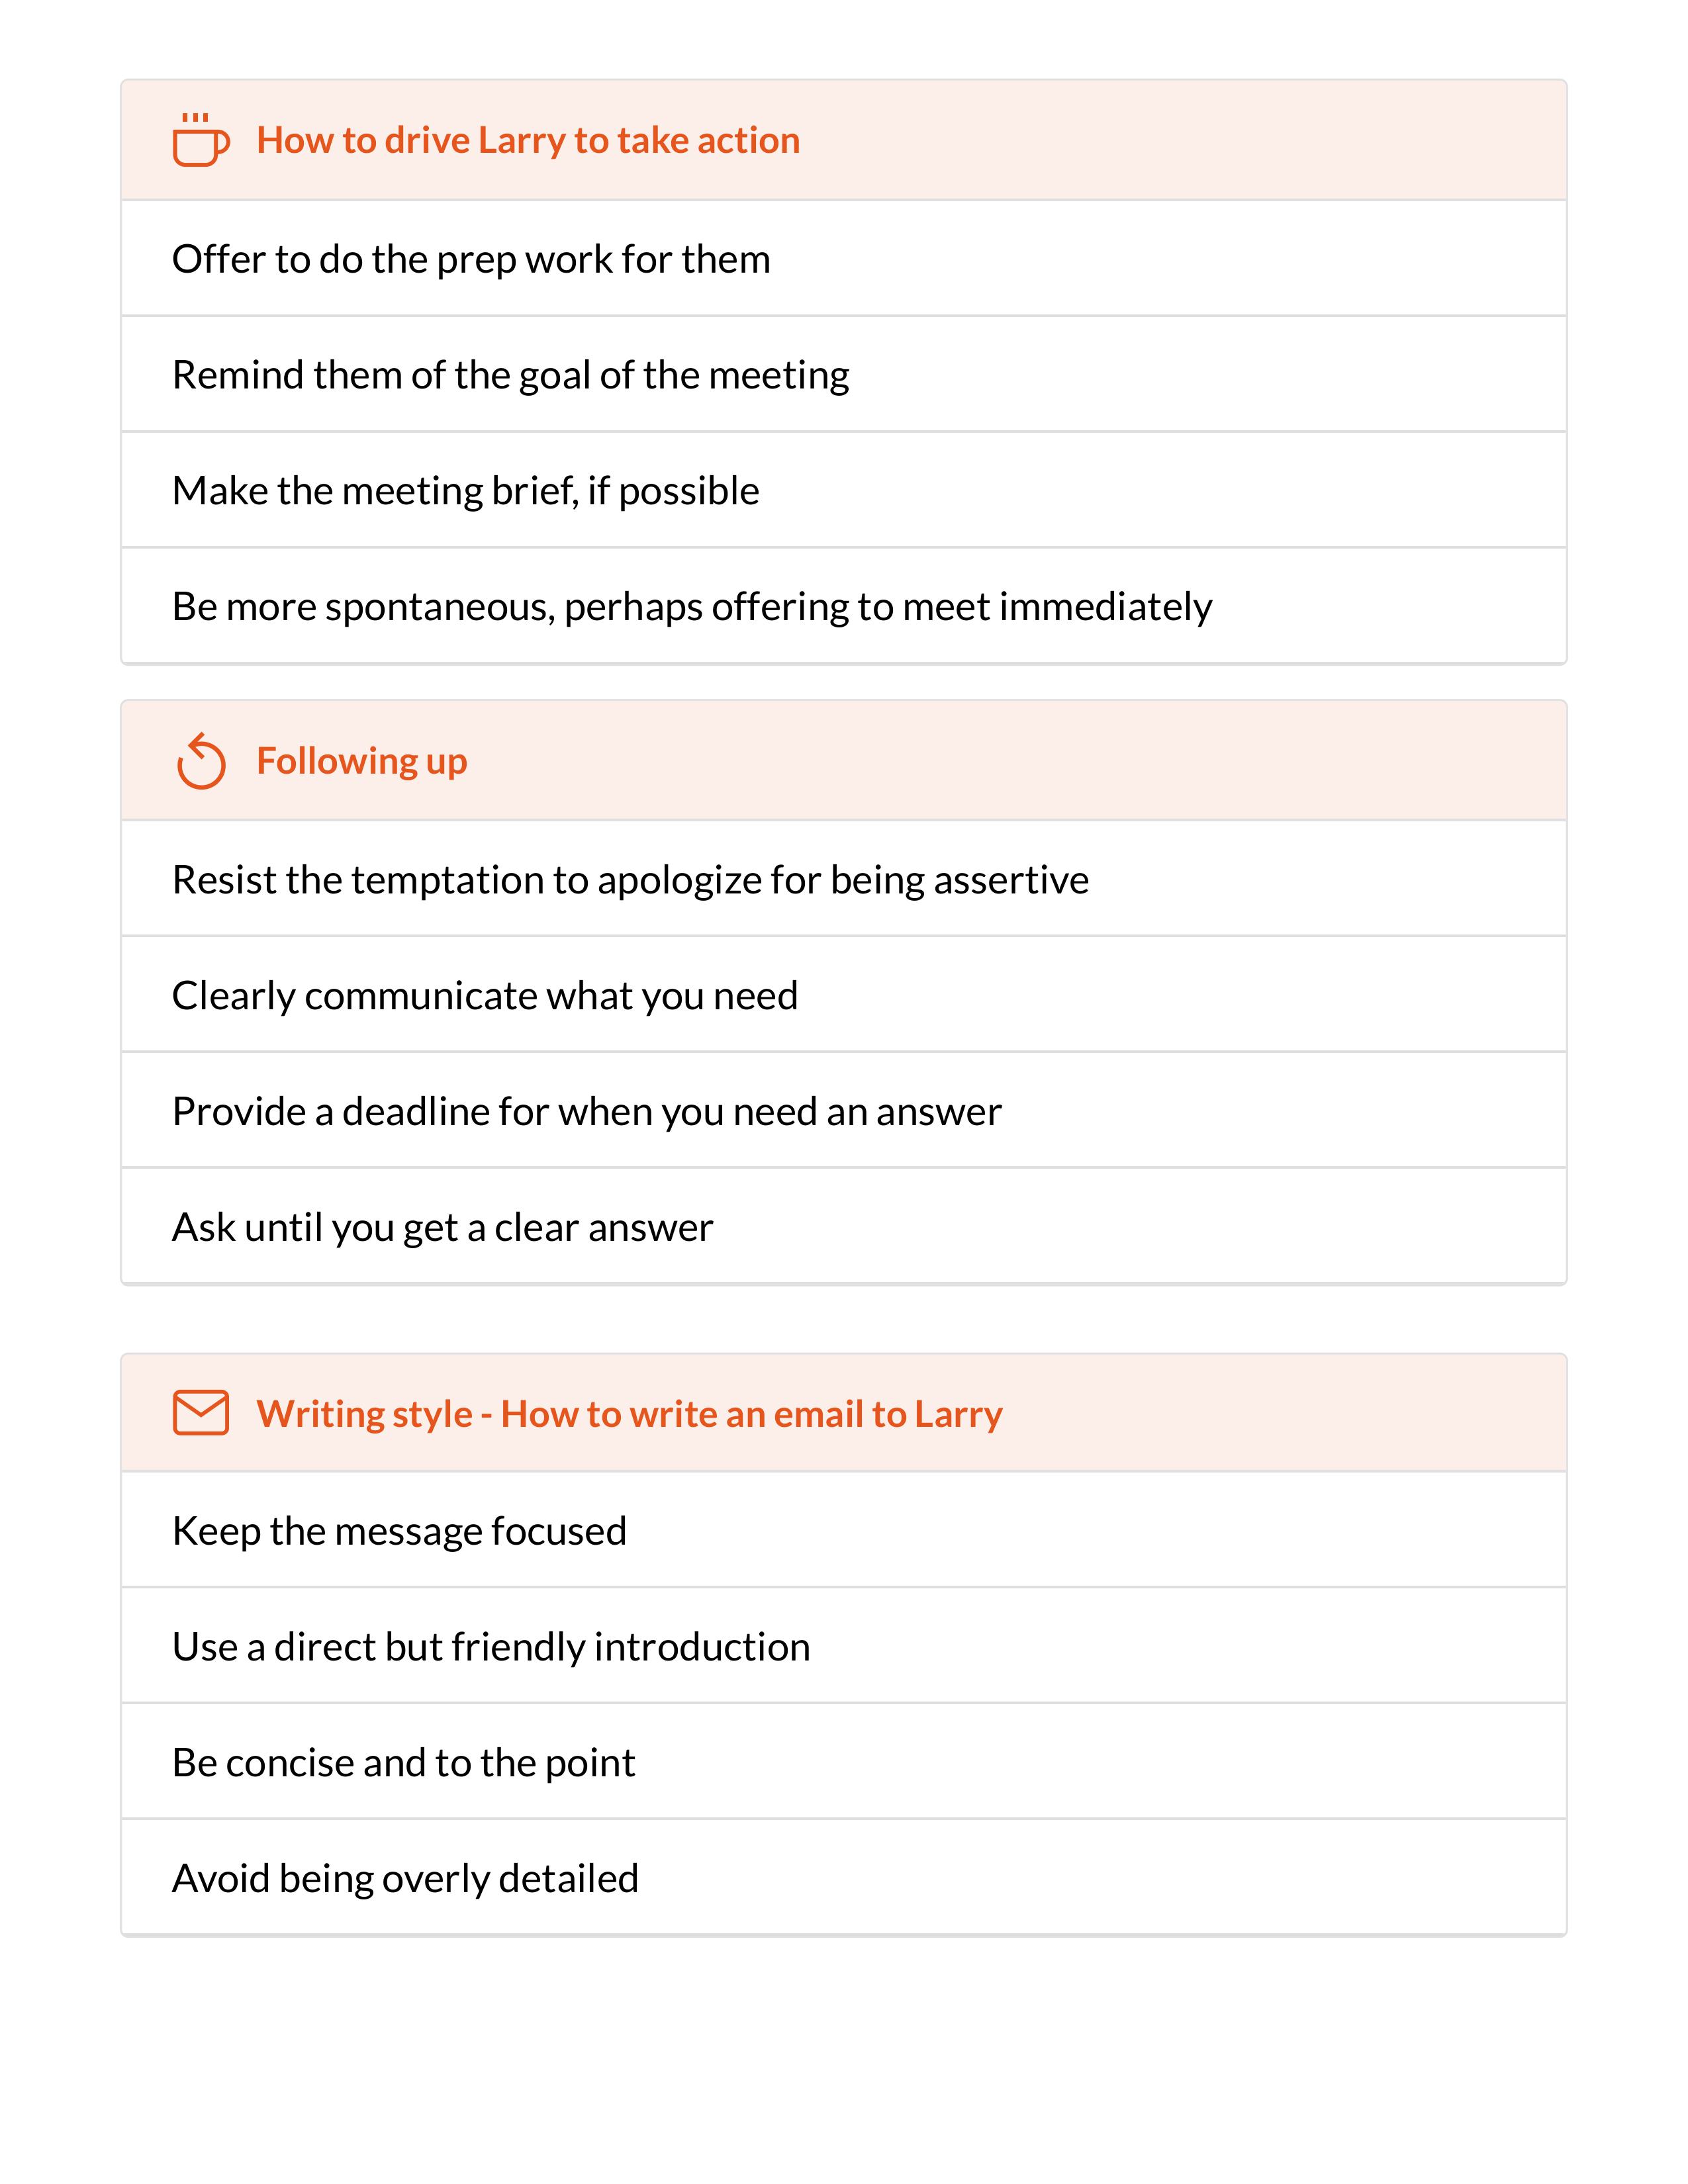 How to drive Larry to take action
Offer to do the prep work for them
Remind them of the goal of the meeting
Make the meeting brief, if possible
Be more spontaneous, perhaps offering to meet immediately
Following up
Resist the temptation to apologize for being assertive
Clearly communicate what you need
Provide a deadline for when you need an answer
Ask until you get a clear answer
Writing style - How to write an email to Larry
Keep the message focused
Use a direct but friendly introduction
Be concise and to the point
Avoid being overly detailed